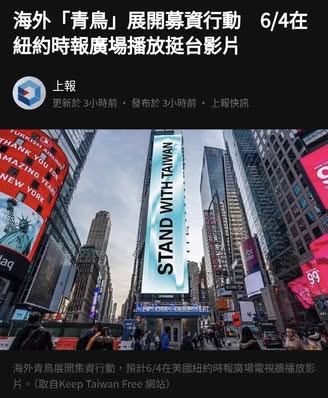 海外「青鳥」展開募資行動　6/4在
紐約時報廣場播放挺台影片
上報
更新於 3小時前・發布於 3小時前・上報快訊
THANK YOU
AMAZING YEARS
NEW YORK
STAND WITH TAIWAN
海外青鳥展開集資行動，預計6/4在美國紐約時報廣場電視牆播放影
片。（取自Keep Taiwan Free 網站）